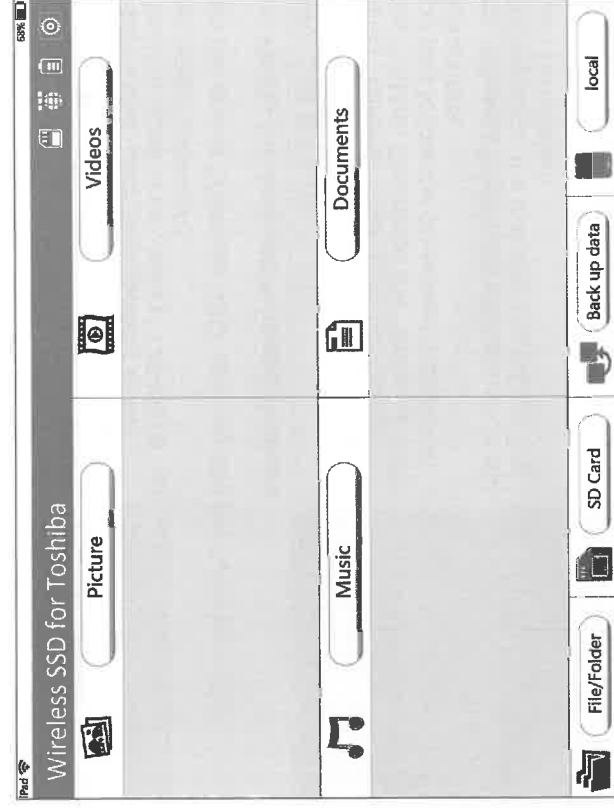 iPad 68%
Wireless SSD for Toshiba
Picture Videos
Music Documents
File/Folder SD Card Back up data local